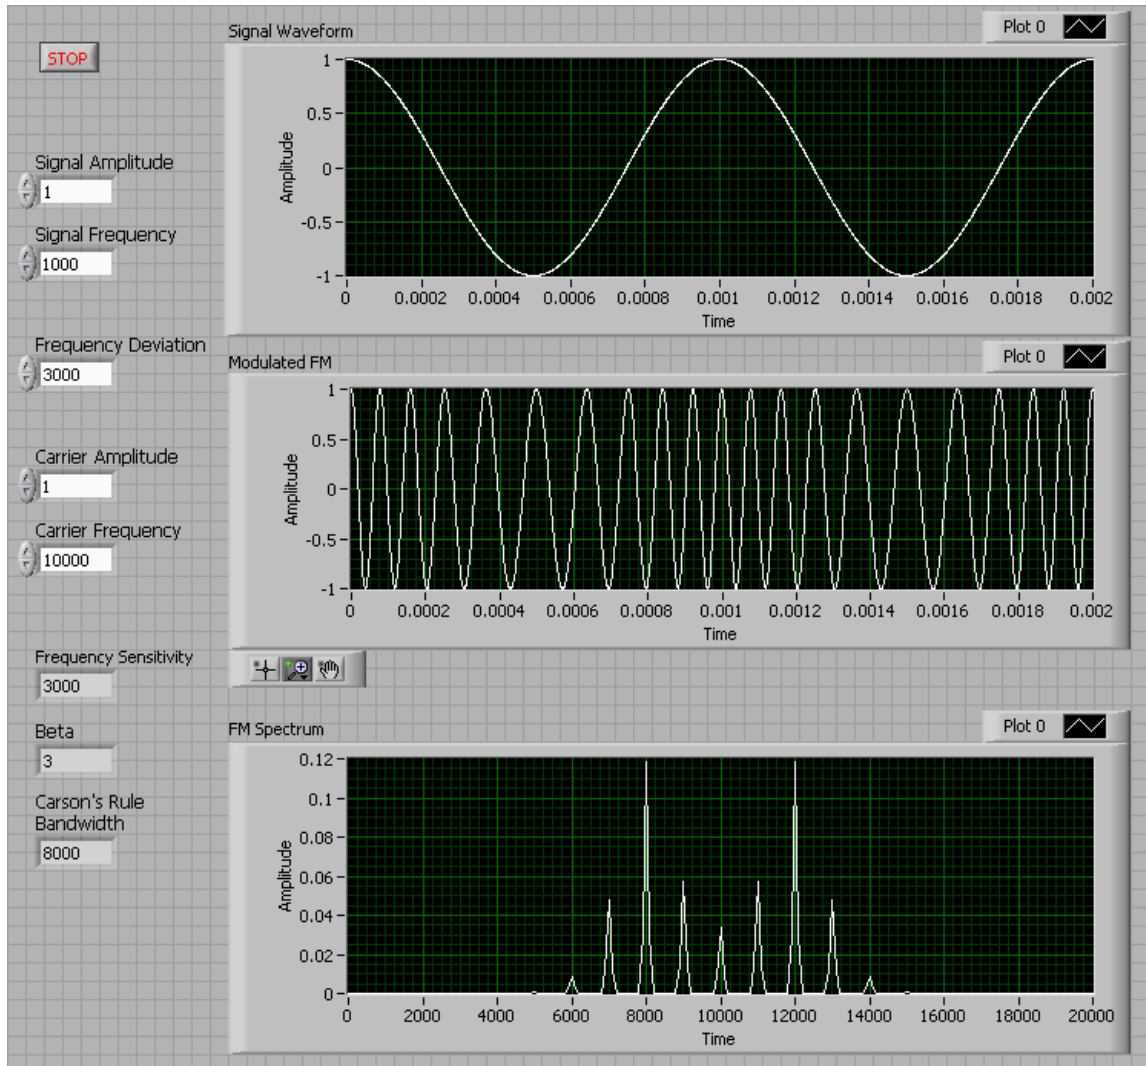 STOP
Signal Amplitude
1
Signal Frequency
1000
Frequency Deviation
3000
Carrier Amplitude
1
Carrier Frequency
10000
Frequency Sensitivity
3000
Beta
3
Carson's Rule
Bandwidth
8000
Signal Waveform
Plot 0
1
0.5
0
-0.5
-1
Amplitude
0 0.0002 0.0004 0.0006 0.0008 0.001 0.0012 0.0014 0.0016 0.0018 0.002
Time
Modulated FM
Plot 0
1
0.5
0
-0.5
-1
Amplitude
0 0.0002 0.0004 0.0006 0.0008 0.001 0.0012 0.0014 0.0016 0.0018 0.002
Time
FM Spectrum
Plot 0
0.12
0.1
0.08
0.06
0.04
0.02
0
Amplitude
0 2000 4000 6000 8000 10000 12000 14000 16000 18000 20000
Time